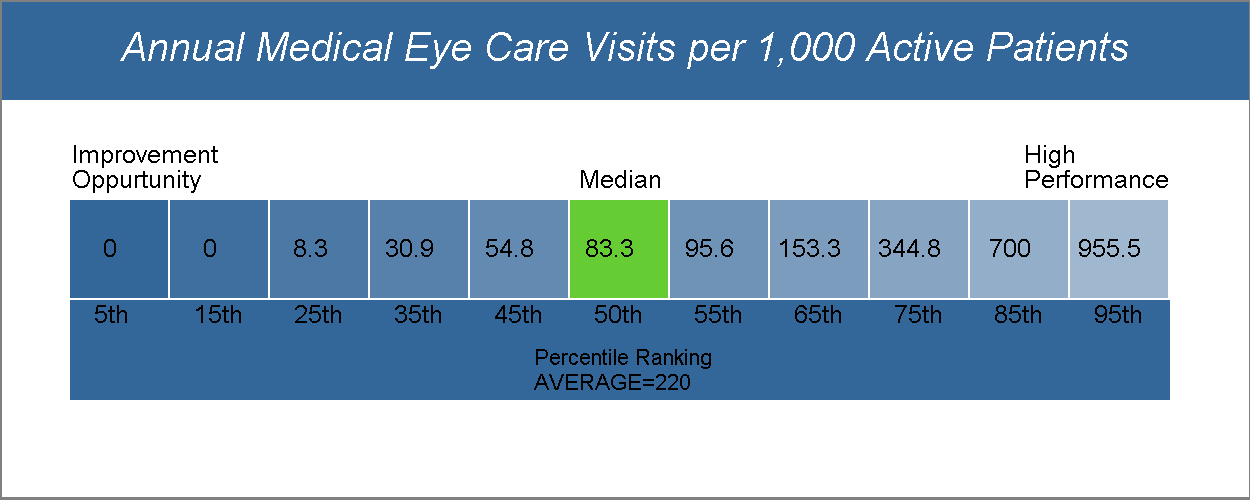 Annual Medical Eye Care Visits per 1,000 Active Patients
Improvement
Oppurtunity
Median
High
Performance
0 0 8.3 30.9 54.8 83.3 95.6 153.3 344.8 700 955.5
5th 15th 25th 35th 45th 50th 55th 65th 75th 85th 95th
Percentile Ranking
AVERAGE=220